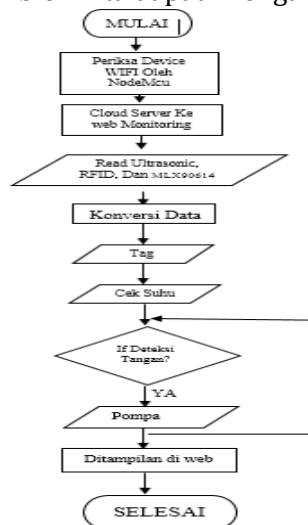 MULAI
Periksa Device
WIFI Oleh
NodeMcu
Cloud Server Ke
web Monitoring
Read Ultrasonic,
RFID, Dan MLX90614
Konversi Data
Tag
Cek Suhu
If Deteksi
Tangan?
YA
Pompa
Ditampilan di web
SELESAI